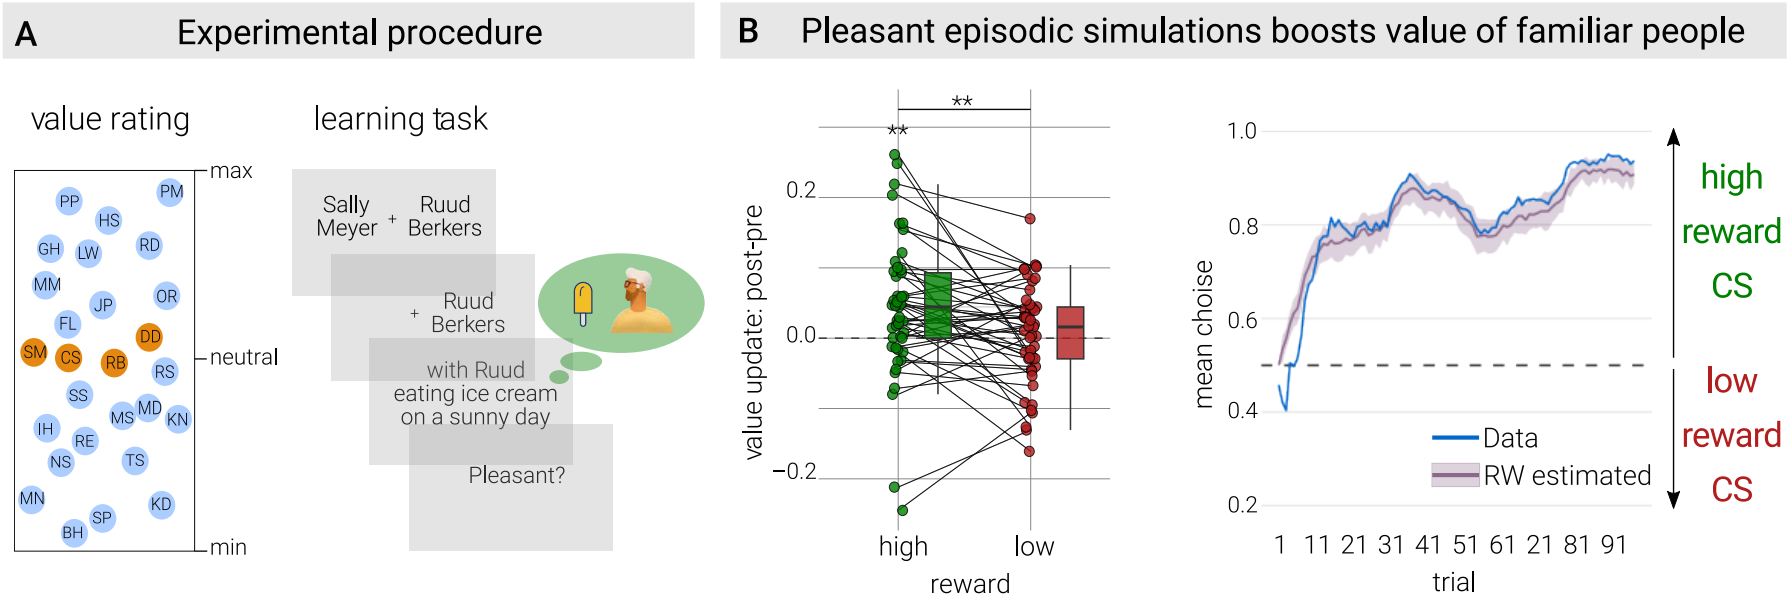 A Experimental procedure
value rating
max
PM
PP
HS
GH
LW
RD
MM
JP
OR
FL
DD
SM
CS
RB
neutral
RS
SS
MS
MD
KN
IH
RE
NS
TS
MN
KD
SP
BH
min
learning task
Sally
Meyer
+
Ruud
Berkers
+
Ruud
Berkers
with Ruud
eating ice cream
on a sunny day
Pleasant?
B Pleasant episodic simulations boosts value of familiar people
value update: post-pre
**
**
0.2
0.0
−0.2
high
low
reward
mean choise
1.0
0.8
0.6
0.4
0.2
Data
RW estimated
1 11 21 31 41 51 61 21 81 91
trial
high
reward
CS
low
reward
CS